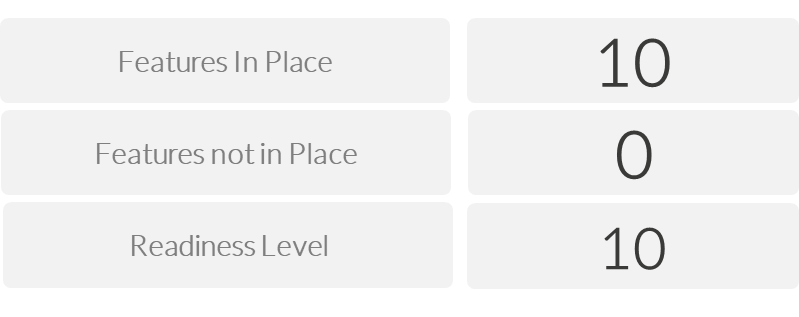 Features In Place 10
Features not in Place 0
Readiness Level 10